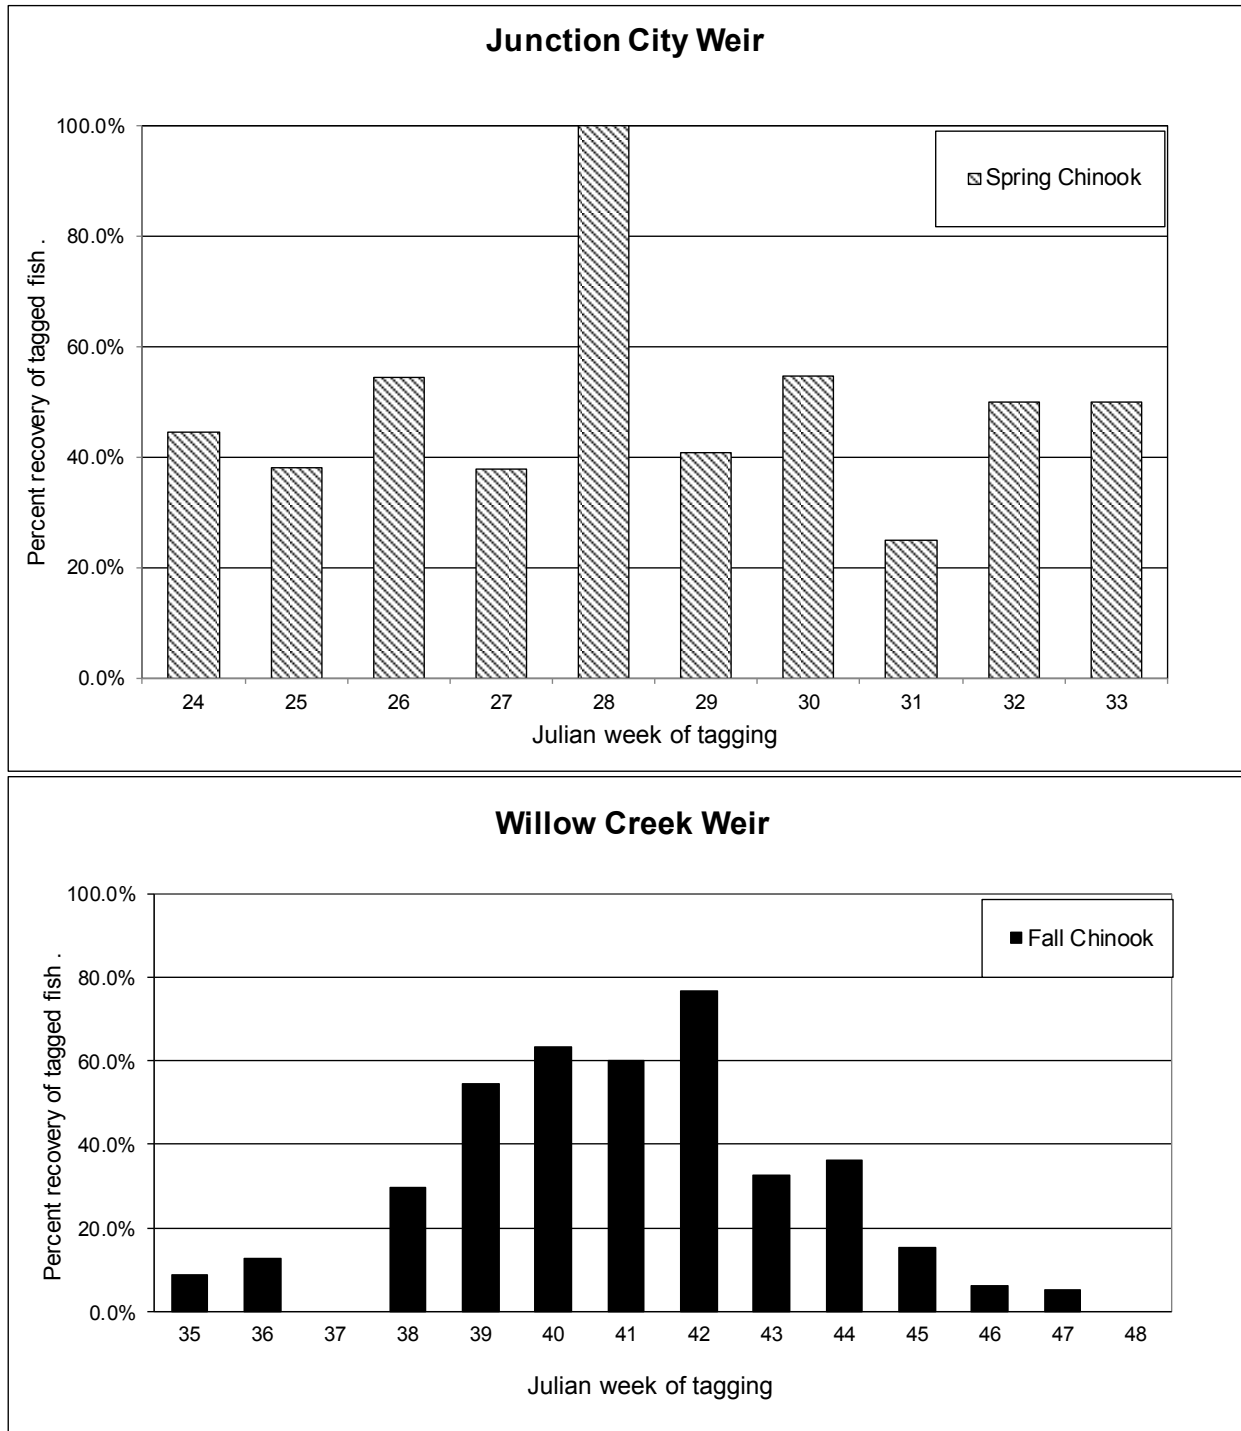 Junction City Weir
Percent recovery of tagged fish .
100.0%
80.0%
60.0%
40.0%
20.0%
0.0%
Spring Chinook
24 25 26 27 28 29 30 31 32 33
Julian week of tagging
Willow Creek Weir
Percent recovery of tagged fish .
100.0%
80.0%
60.0%
40.0%
20.0%
0.0%
Fall Chinook
35 36 37 38 39 40 41 42 43 44 45 46 47 48
Julian week of tagging